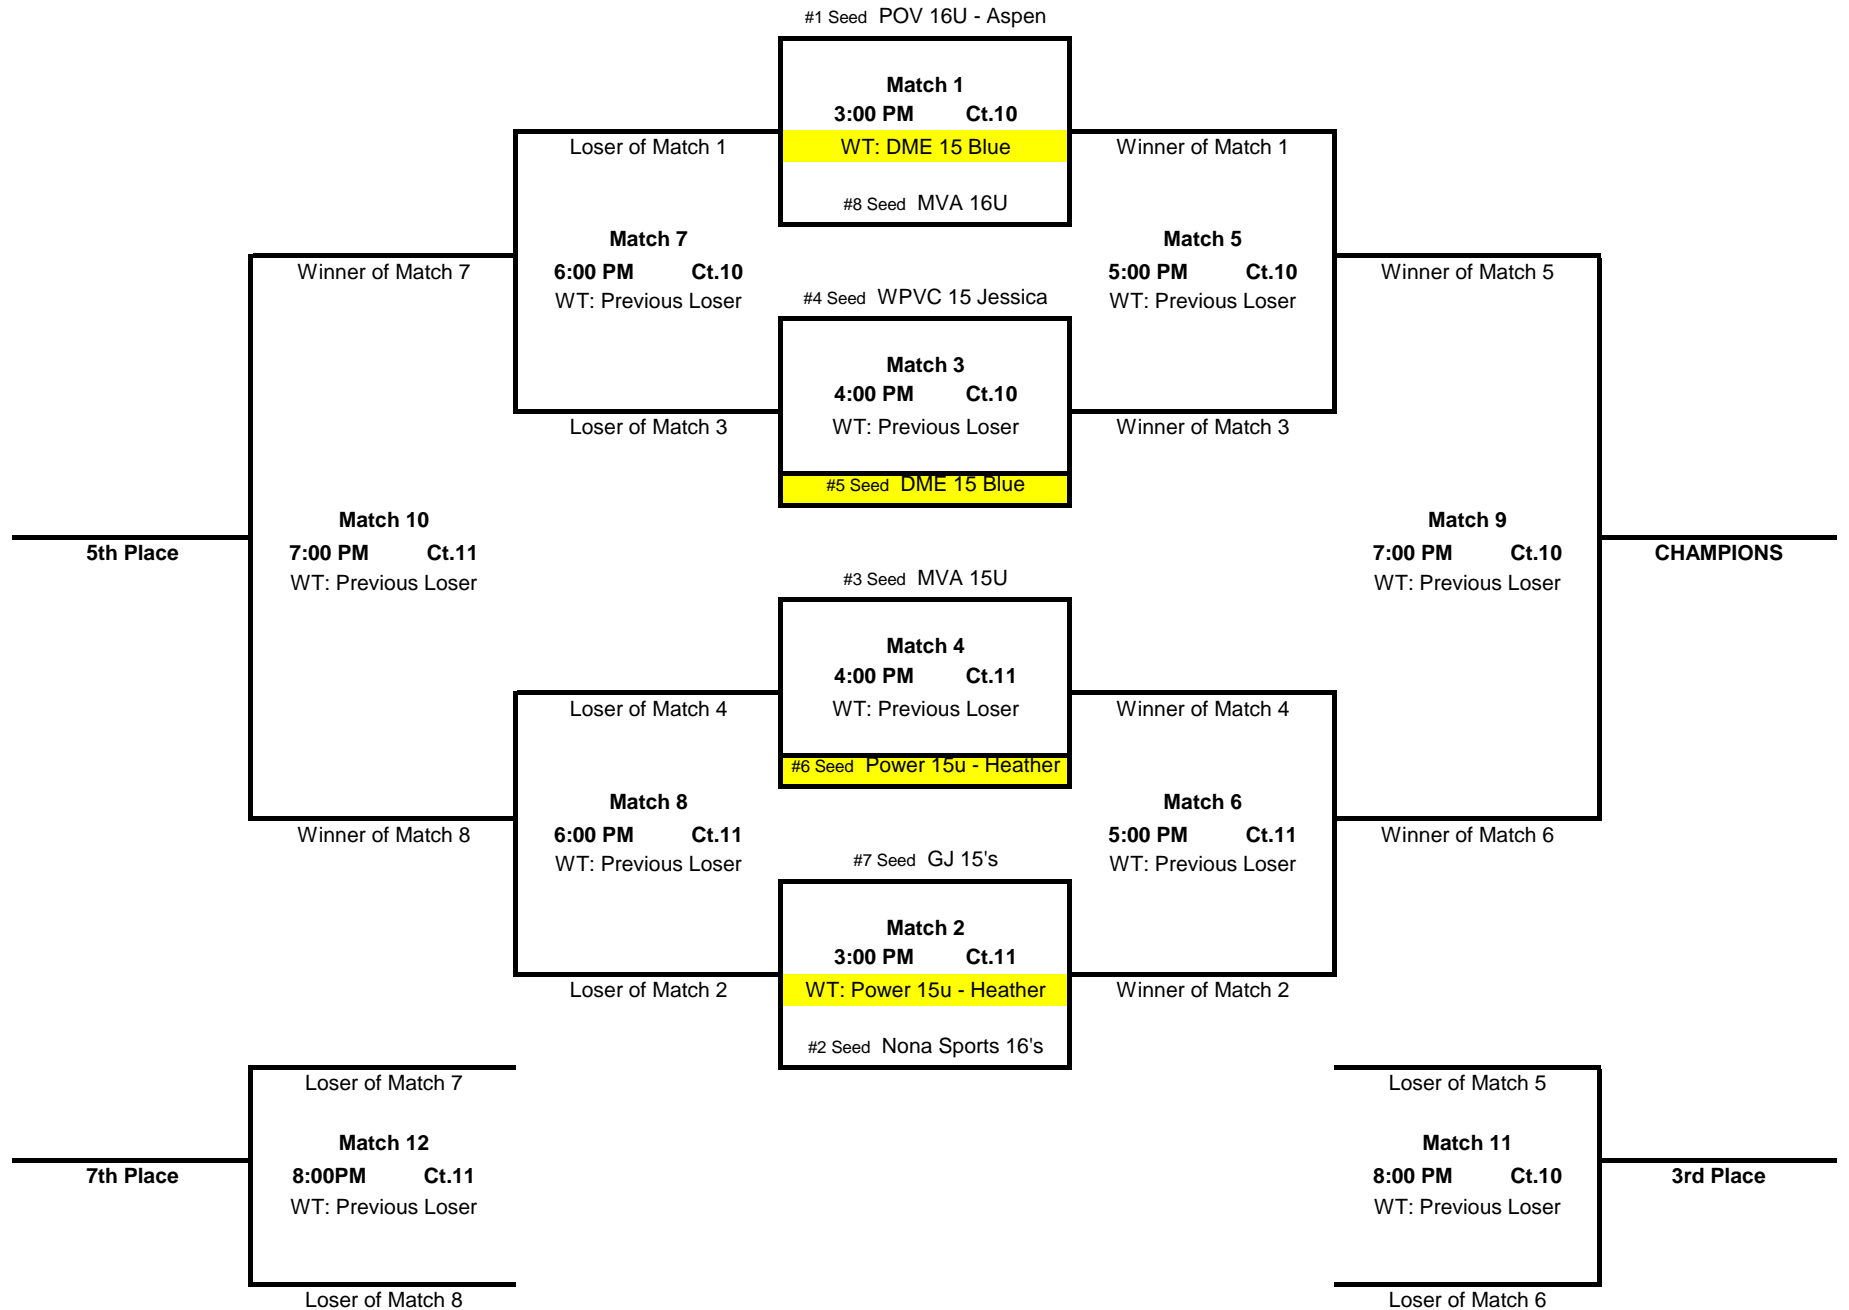 #1 Seed POV 16U - Aspen
Match 1
3:00 PM Ct.10
Loser of Match 1 WT: DME 15 Blue Winner of Match 1
#8 Seed MVA 16U
Match 7 Match 5
Winner of Match 7 6:00 PM Ct.10 5:00 PM Ct.10 Winner of Match 5
WT: Previous Loser #4 Seed WPVC 15 Jessica WT: Previous Loser
Match 3
4:00 PM Ct.10
Loser of Match 3 WT: Previous Loser Winner of Match 3
#5 Seed DME 15 Blue
Match 10 Match 9
5th Place 7:00 PM Ct.11 7:00 PM Ct.10 CHAMPIONS
WT: Previous Loser #3 Seed MVA 15U WT: Previous Loser
Match 4
4:00 PM Ct.11
Loser of Match 4 WT: Previous Loser Winner of Match 4
#6 Seed Power 15u - Heather
Match 8 Match 6
Winner of Match 8 6:00 PM Ct.11 5:00 PM Ct.11 Winner of Match 6
WT: Previous Loser #7 Seed GJ 15's WT: Previous Loser
Match 2
3:00 PM Ct.11
Loser of Match 2 WT: Power 15u - Heather Winner of Match 2
#2 Seed Nona Sports 16's
Loser of Match 7 Loser of Match 5
Match 12 Match 11
7th Place 8:00PM Ct.11 8:00 PM Ct.10 3rd Place
WT: Previous Loser WT: Previous Loser
Loser of Match 8 Loser of Match 6